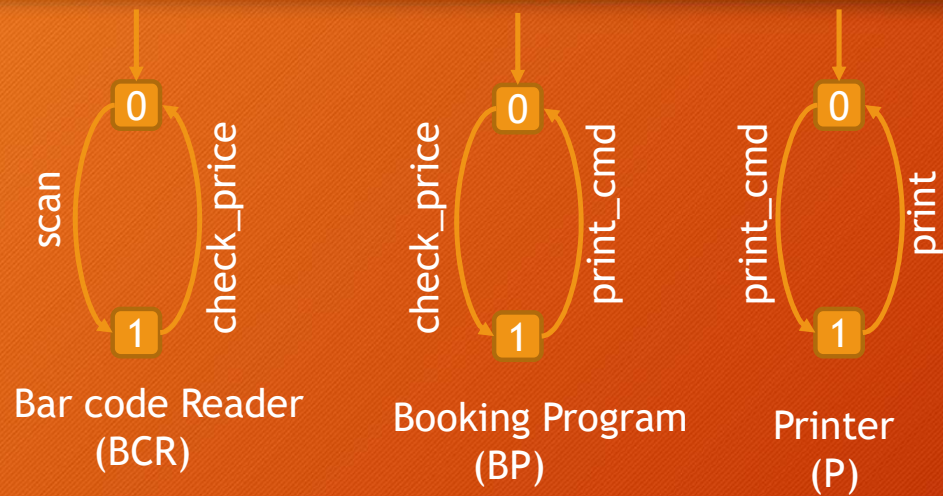 0
scan
check_price
1
Bar code Reader
(BCR)
0
check_price
print_cmd
1
Booking Program
(BP)
0
print_cmd
print
1
Printer
(P)